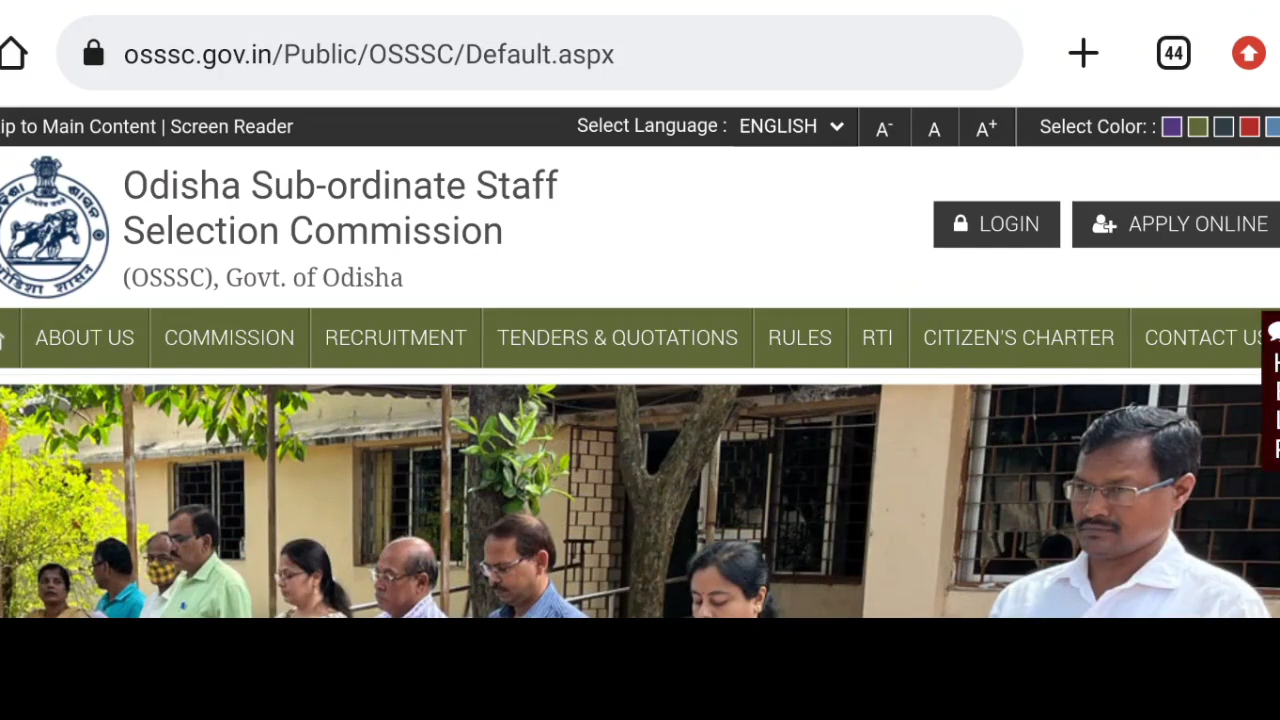 osssc.gov.in/Public/OSSSC/Default.aspx
44
ip to Main Content | Screen Reader
Select Language : ENGLISH
A-
A
A+
Select Color: :
Odisha Sub-ordinate Staff
Selection Commission
(OSSSC), Govt. of Odisha
LOGIN
APPLY ONLINE
ABOUT US
COMMISSION
RECRUITMENT
TENDERS & QUOTATIONS
RULES
RTI
CITIZEN'S CHARTER
CONTACT US